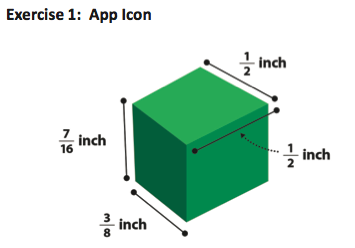 Exercise 1:  App Icon
1/2 inch
7/16 inch
1/2 inch
3/8 inch